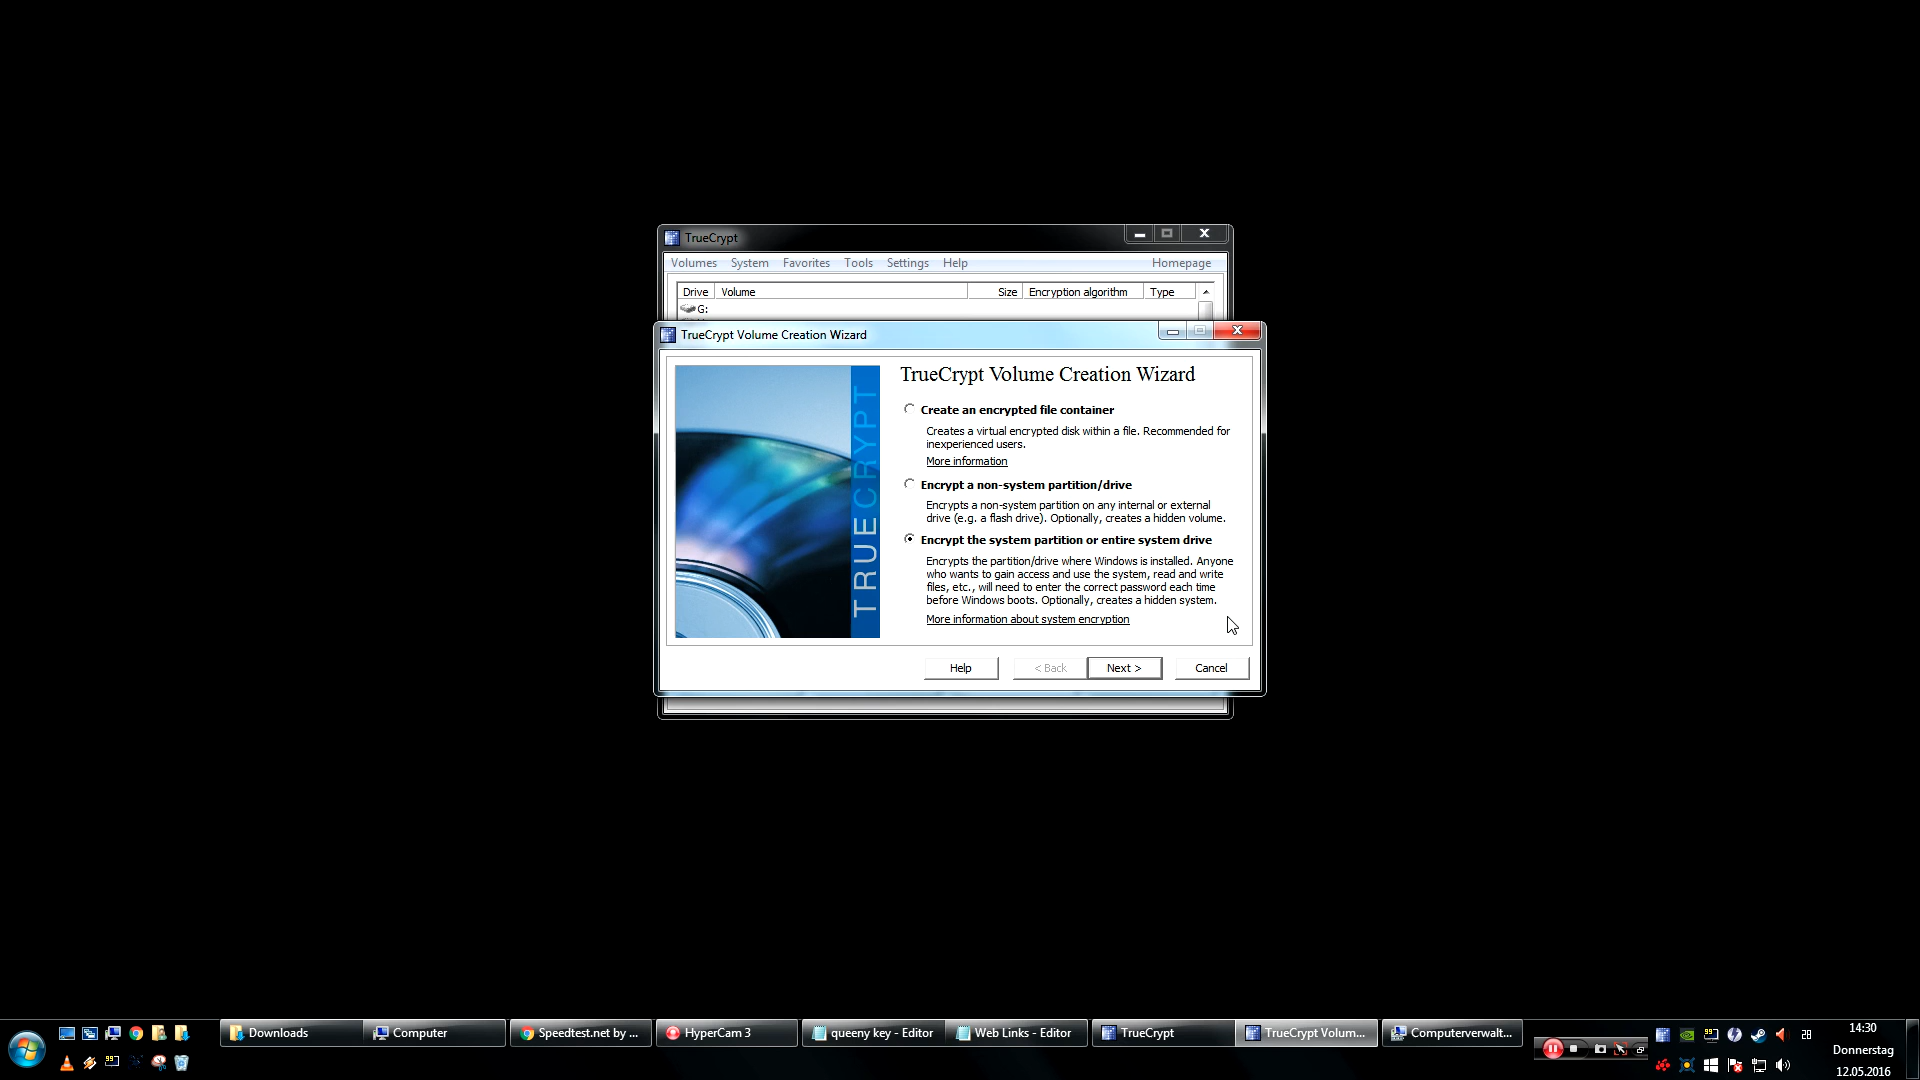 TrueCrypt
Volumes System Favorites Tools Settings Help Homepage
Drive Volume Size Encryption algorithm Type
G:
TrueCrypt Volume Creation Wizard
TRUECRYPT
TrueCrypt Volume Creation Wizard
Create an encrypted file container
Creates a virtual encrypted disk within a file. Recommended for
inexperienced users.
More information
Encrypt a non-system partition/drive
Encrypts a non-system partition on any internal or external
drive (e.g. a flash drive). Optionally, creates a hidden volume.
Encrypt the system partition or entire system drive
Encrypts the partition/drive where Windows is installed. Anyone
who wants to gain access and use the system, read and write
files, etc., will need to enter the correct password each time
before Windows boots. Optionally, creates a hidden system.
More information about system encryption
Help < Back Next > Cancel
Downloads Computer Speedtest.net by ... HyperCam 3 queeny key - Editor Web Links - Editor TrueCrypt TrueCrypt Volum... Computerverwalt...
28
14:30
Donnerstag
12.05.2016